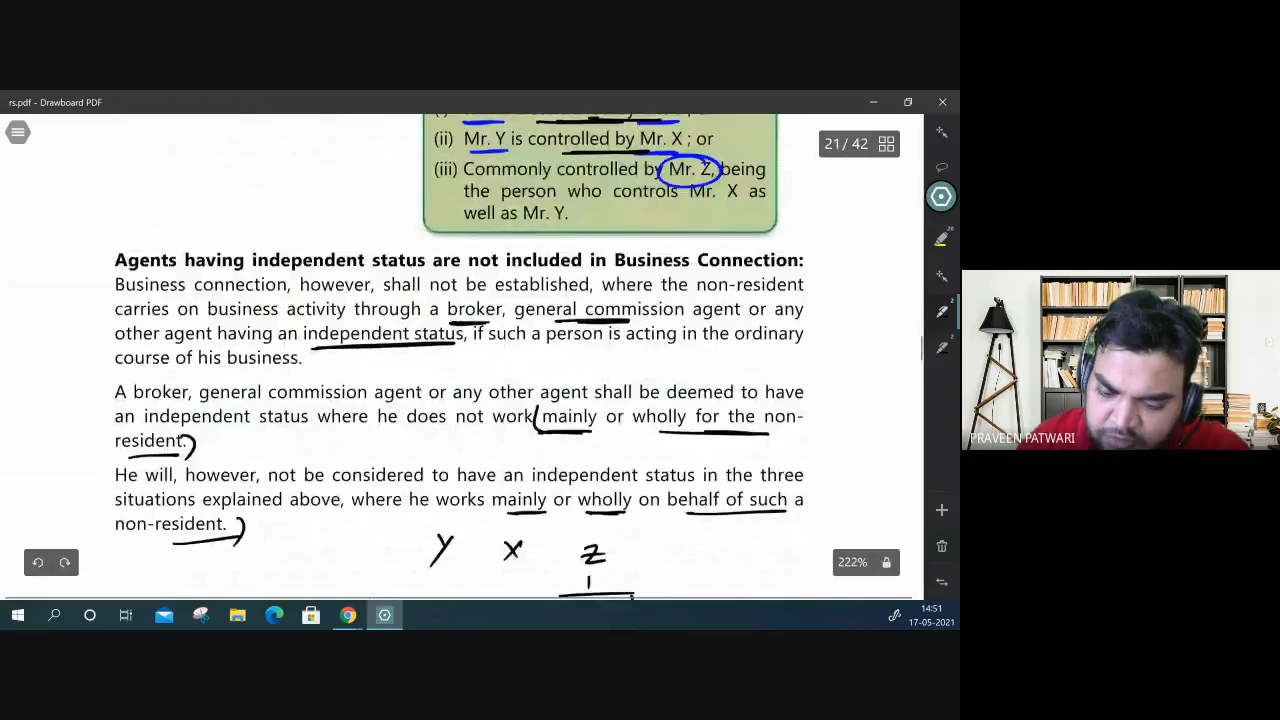 rs.pdf - Drawboard PDF
(ii) Mr. Y is controlled by Mr. X ; or
21 / 42
(iii) Commonly controlled by Mr. Z, being
the person who controls Mr. X as
well as Mr. Y.
Agents having independent status are not included in Business Connection:
Business connection, however, shall not be established, where the non-resident
carries on business activity through a broker, general commission agent or any
other agent having an independent status, if such a person is acting in the ordinary
course of his business.
A broker, general commission agent or any other agent shall be deemed to have
an independent status where he does not work mainly or wholly for the non-
resident.
PRAVEEN PATWARI
He will, however, not be considered to have an independent status in the three
situations explained above, where he works mainly or wholly on behalf of such a
non-resident.
Y X Z
222%
14:51
17-05-2021